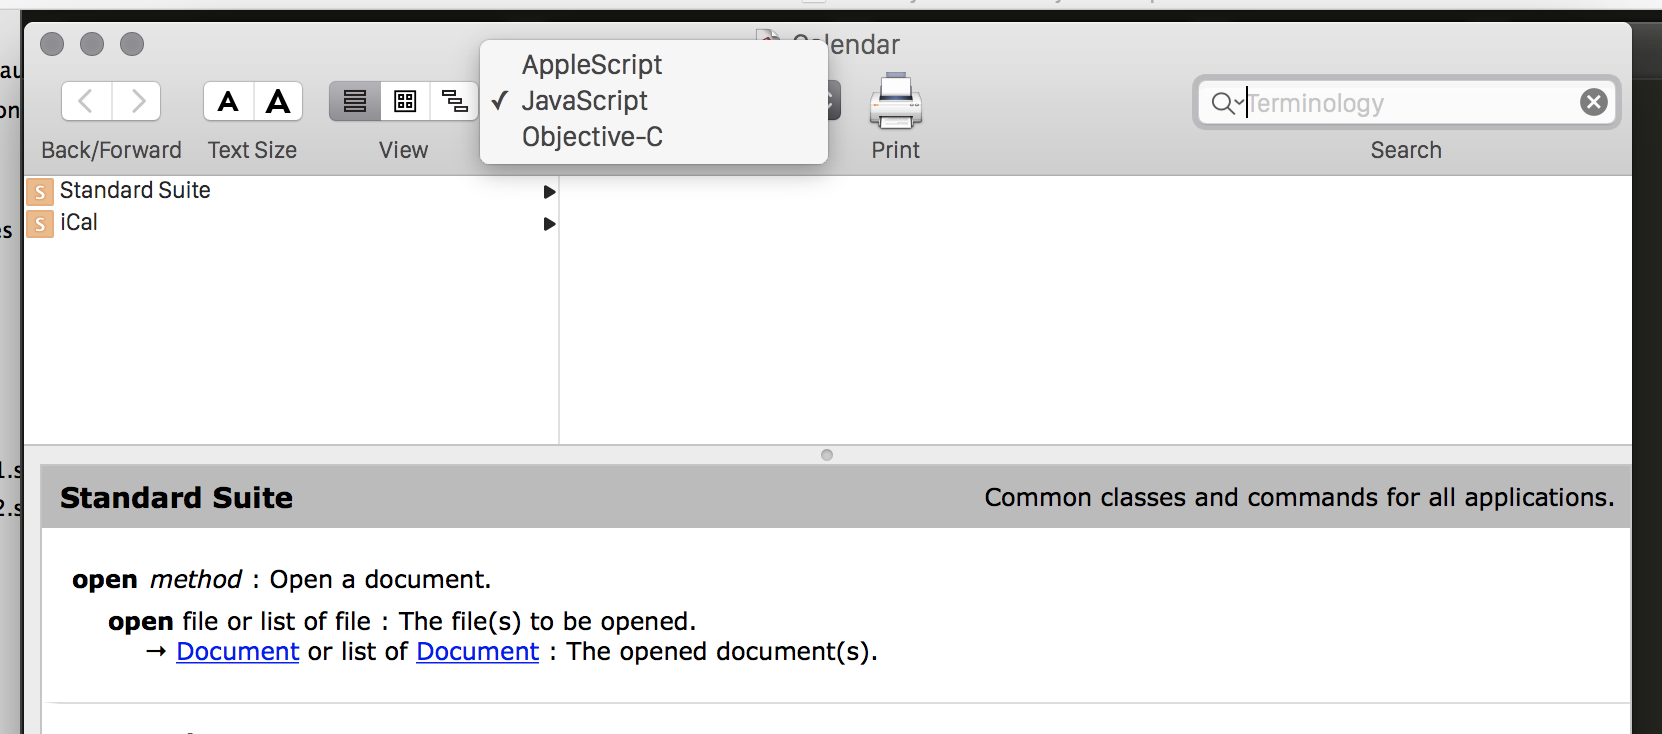 Calendar
AppleScript
✓ JavaScript
Objective-C
A A
Terminology
Back/Forward
Text Size
View
Print
Search
S Standard Suite
S iCal
Standard Suite
Common classes and commands for all applications.
open method : Open a document.
open file or list of file : The file(s) to be opened.
→ Document or list of Document : The opened document(s).